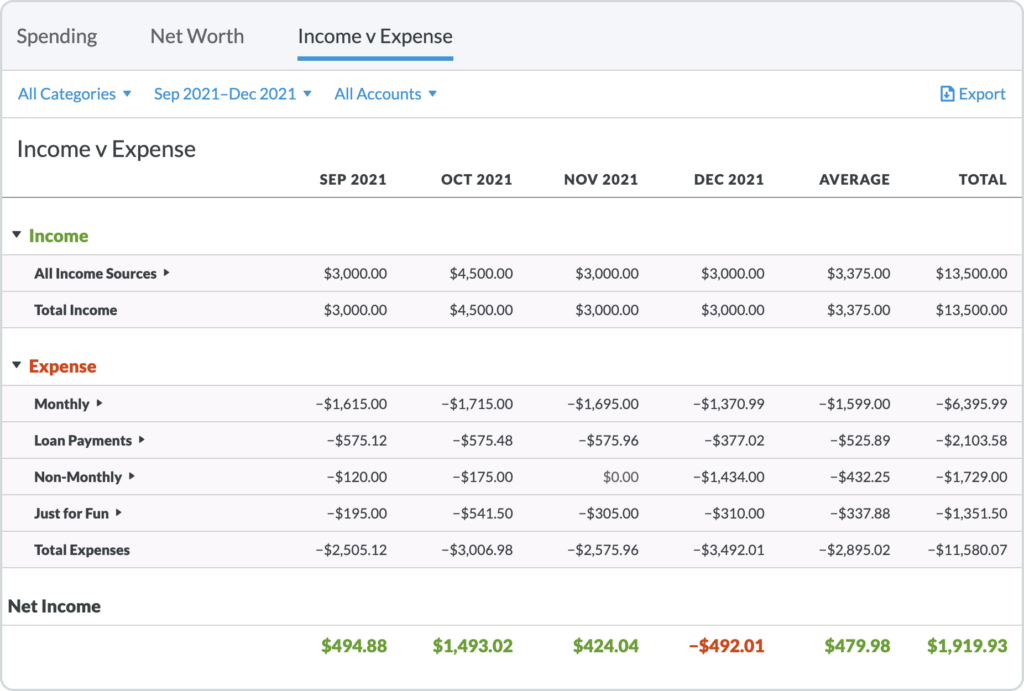 Spending Net Worth Income v Expense
All Categories Sep 2021–Dec 2021 All Accounts Export
Income v Expense
SEP 2021 OCT 2021 NOV 2021 DEC 2021 AVERAGE TOTAL
Income
All Income Sources $3,000.00 $4,500.00 $3,000.00 $3,000.00 $3,375.00 $13,500.00
Total Income $3,000.00 $4,500.00 $3,000.00 $3,000.00 $3,375.00 $13,500.00
Expense
Monthly –$1,615.00 –$1,715.00 –$1,695.00 –$1,370.99 –$1,599.00 –$6,395.99
Loan Payments –$575.12 –$575.48 –$575.96 –$377.02 –$525.89 –$2,103.58
Non-Monthly –$120.00 –$175.00 $0.00 –$1,434.00 –$432.25 –$1,729.00
Just for Fun –$195.00 –$541.50 –$305.00 –$310.00 –$337.88 –$1,351.50
Total Expenses –$2,505.12 –$3,006.98 –$2,575.96 –$3,492.01 –$2,895.02 –$11,580.07
Net Income
$494.88 $1,493.02 $424.04 –$492.01 $479.98 $1,919.93